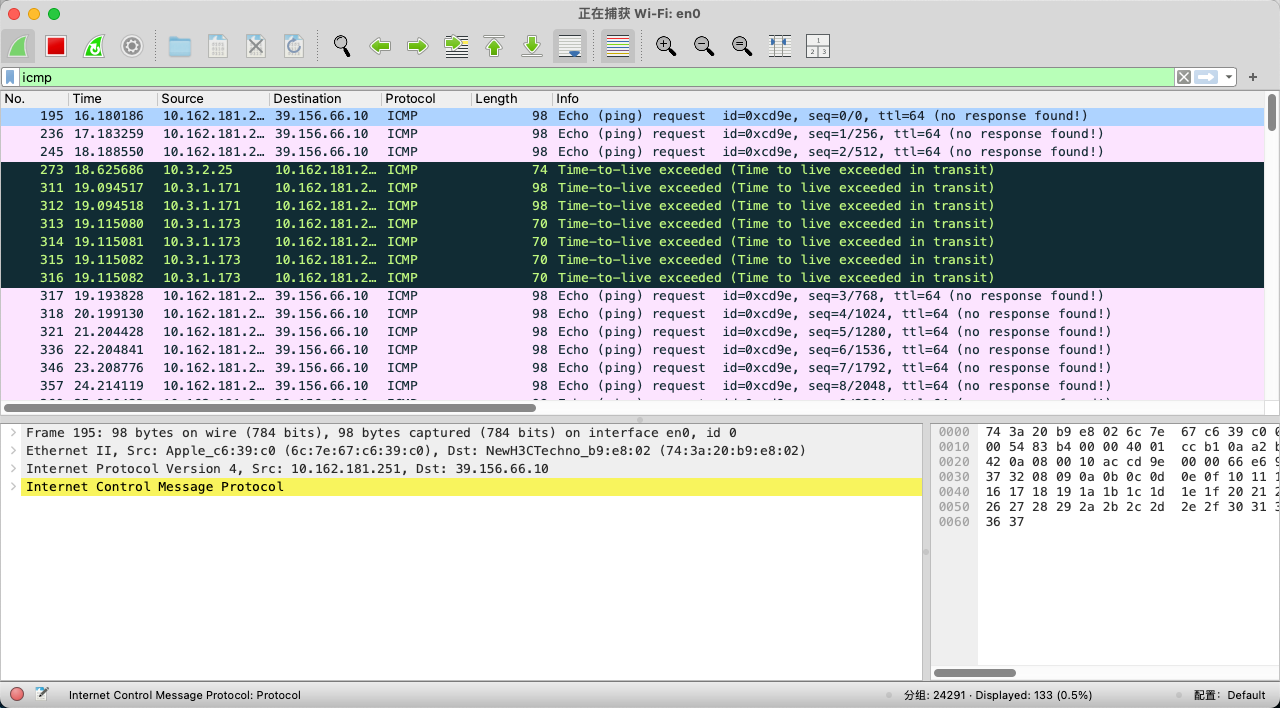 正在捕获 Wi-Fi: en0
icmp
No. Time Source Destination Protocol Length Info
195 16.180186 10.162.181.2… 39.156.66.10 ICMP 98 Echo (ping) request id=0xcd9e, seq=0/0, ttl=64 (no response found!)
236 17.183259 10.162.181.2… 39.156.66.10 ICMP 98 Echo (ping) request id=0xcd9e, seq=1/256, ttl=64 (no response found!)
245 18.188550 10.162.181.2… 39.156.66.10 ICMP 98 Echo (ping) request id=0xcd9e, seq=2/512, ttl=64 (no response found!)
273 18.625686 10.3.2.25 10.162.181.2… ICMP 74 Time-to-live exceeded (Time to live exceeded in transit)
311 19.094517 10.3.1.171 10.162.181.2… ICMP 98 Time-to-live exceeded (Time to live exceeded in transit)
312 19.094518 10.3.1.171 10.162.181.2… ICMP 98 Time-to-live exceeded (Time to live exceeded in transit)
313 19.115080 10.3.1.173 10.162.181.2… ICMP 70 Time-to-live exceeded (Time to live exceeded in transit)
314 19.115081 10.3.1.173 10.162.181.2… ICMP 70 Time-to-live exceeded (Time to live exceeded in transit)
315 19.115082 10.3.1.173 10.162.181.2… ICMP 70 Time-to-live exceeded (Time to live exceeded in transit)
316 19.115082 10.3.1.173 10.162.181.2… ICMP 70 Time-to-live exceeded (Time to live exceeded in transit)
317 19.193828 10.162.181.2… 39.156.66.10 ICMP 98 Echo (ping) request id=0xcd9e, seq=3/768, ttl=64 (no response found!)
318 20.199130 10.162.181.2… 39.156.66.10 ICMP 98 Echo (ping) request id=0xcd9e, seq=4/1024, ttl=64 (no response found!)
321 21.204428 10.162.181.2… 39.156.66.10 ICMP 98 Echo (ping) request id=0xcd9e, seq=5/1280, ttl=64 (no response found!)
336 22.204841 10.162.181.2… 39.156.66.10 ICMP 98 Echo (ping) request id=0xcd9e, seq=6/1536, ttl=64 (no response found!)
346 23.208776 10.162.181.2… 39.156.66.10 ICMP 98 Echo (ping) request id=0xcd9e, seq=7/1792, ttl=64 (no response found!)
357 24.214119 10.162.181.2… 39.156.66.10 ICMP 98 Echo (ping) request id=0xcd9e, seq=8/2048, ttl=64 (no response found!)
Frame 195: 98 bytes on wire (784 bits), 98 bytes captured (784 bits) on interface en0, id 0
Ethernet II, Src: Apple_c6:39:c0 (6c:7e:67:c6:39:c0), Dst: NewH3CTechno_b9:e8:02 (74:3a:20:b9:e8:02)
Internet Protocol Version 4, Src: 10.162.181.251, Dst: 39.156.66.10
Internet Control Message Protocol
0000 74 3a 20 b9 e8 02 6c 7e 67 c6 39 c0
0010 00 54 83 b4 00 00 40 01 cc b1 0a a2
0020 42 0a 08 00 10 ac cd 9e 00 00 66 e6
0030 37 32 08 09 0a 0b 0c 0d 0e 0f 10 11
0040 16 17 18 19 1a 1b 1c 1d 1e 1f 20 21
0050 26 27 28 29 2a 2b 2c 2d 2e 2f 30 31
0060 36 37
Internet Control Message Protocol: Protocol
分组: 24291 · Displayed: 133 (0.5%)
配置: Default